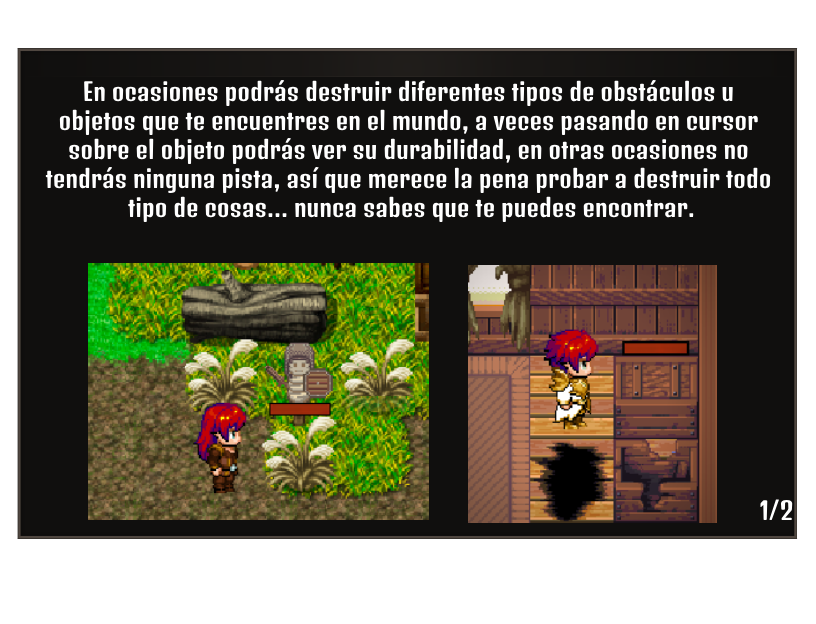 En ocasiones podrás destruir diferentes tipos de obstáculos u
objetos que te encuentres en el mundo, a veces pasando en cursor
sobre el objeto podrás ver su durabilidad, en otras ocasiones no
tendrás ninguna pista, así que merece la pena probar a destruir todo
tipo de cosas... nunca sabes que te puedes encontrar.
1/2